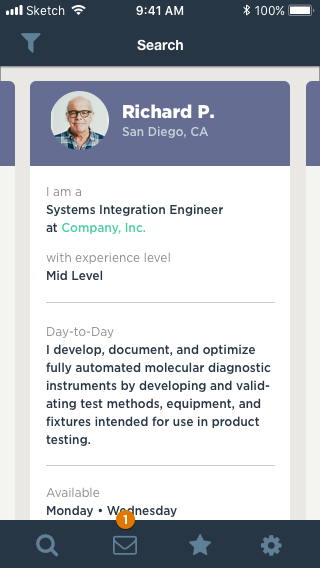 Sketch 9:41 AM 100%
Search
Richard P.
San Diego, CA
I am a
Systems Integration Engineer
at Company, Inc.
with experience level
Mid Level
Day-to-Day
I develop, document, and optimize
fully automated molecular diagnostic
instruments by developing and valid-
ating test methods, equipment, and
fixtures intended for use in product
testing.
Available
Monday • Wednesday
1